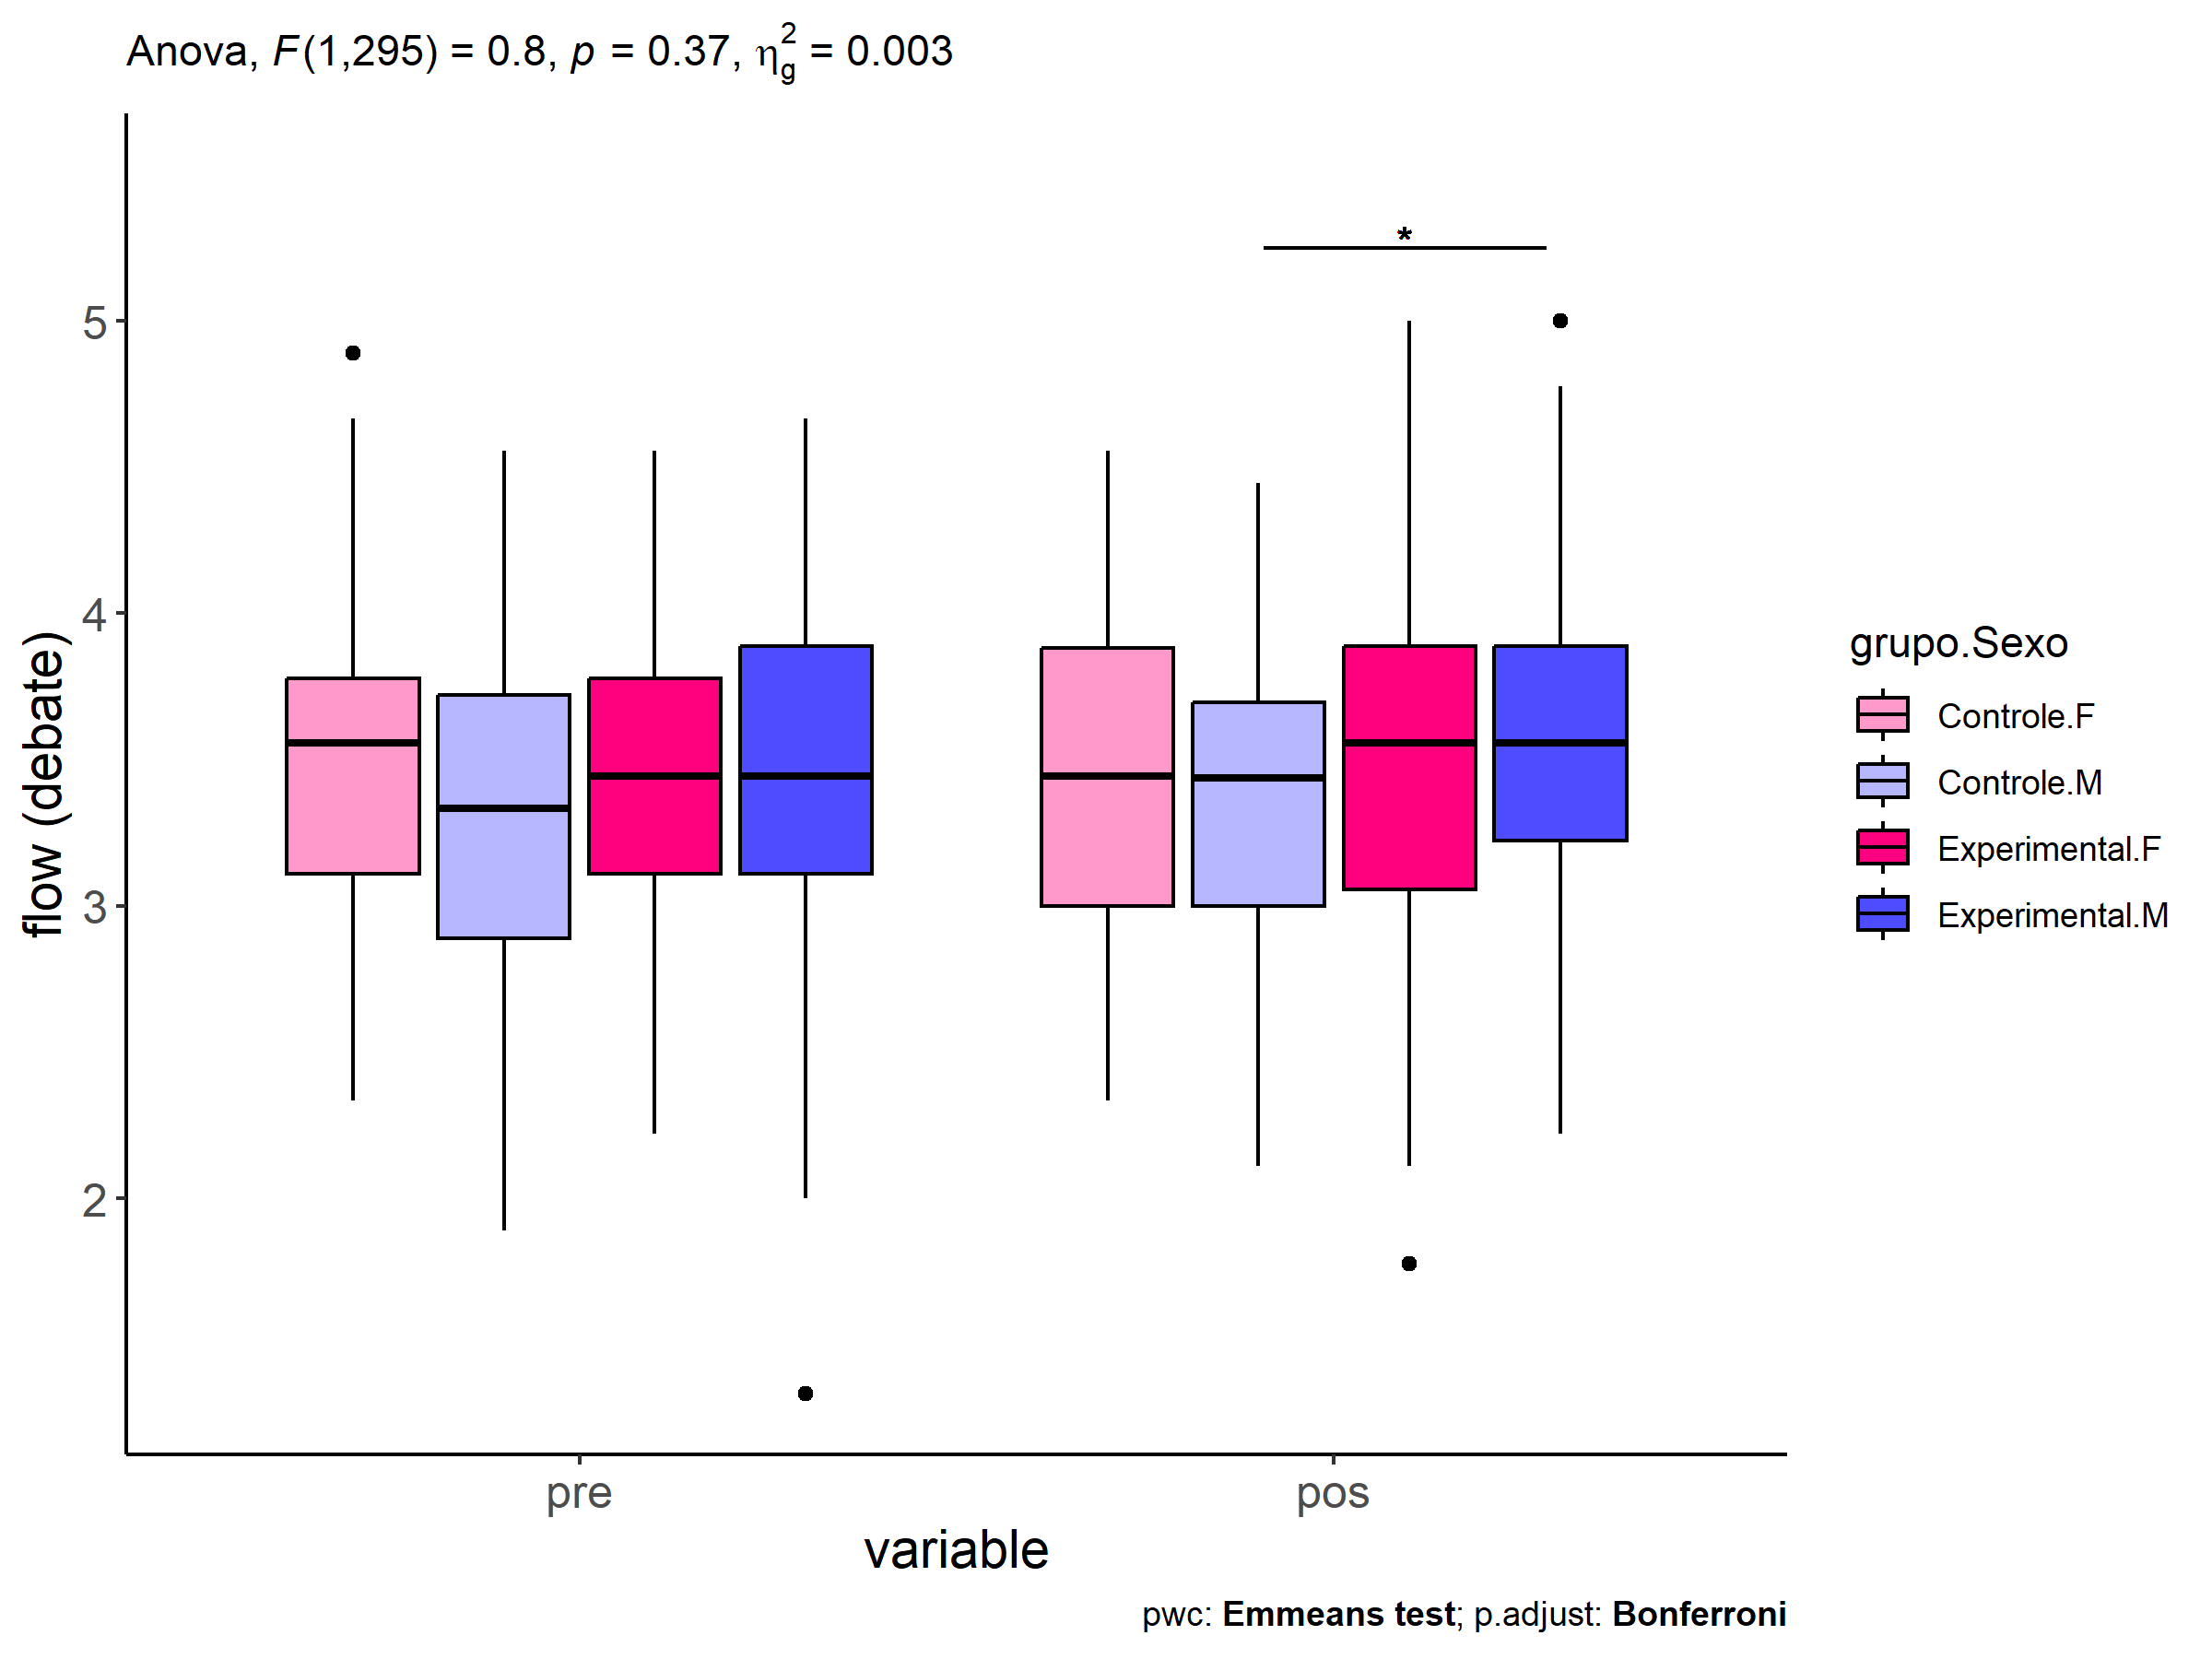 Anova, F(1,295) = 0.8, p = 0.37, η²g = 0.003
*
5
4
3
2
flow (debate)
pre
pos
variable
grupo.Sexo
Controle.F
Controle.M
Experimental.F
Experimental.M
pwc: Emmeans test; p.adjust: Bonferroni